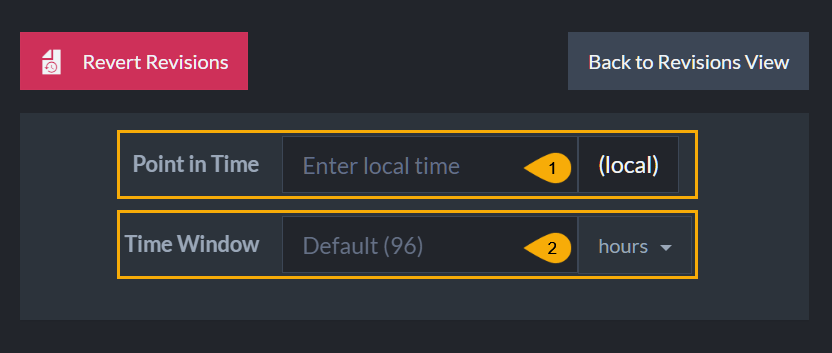 Revert Revisions
Back to Revisions View
Point in Time
Enter local time
1
(local)
Time Window
Default (96)
2
hours